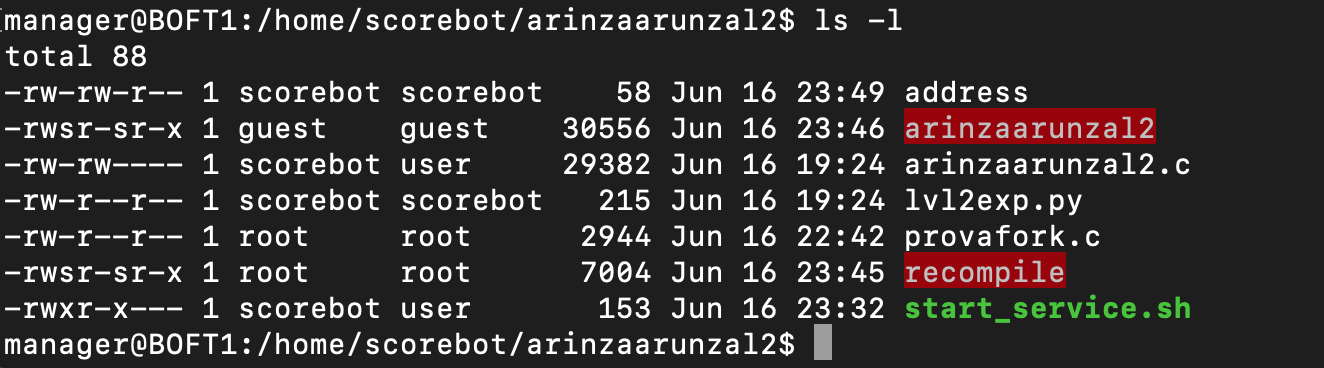 manager@BOFT1:/home/scorebot/arinzaarunzal2$ ls -l
total 88
-rw-rw-r-- 1 scorebot scorebot    58 Jun 16 23:49 address
-rwsr-sr-x 1 guest    guest    30556 Jun 16 23:46 arinzaarunzal2
-rw-rw---- 1 scorebot user     29382 Jun 16 19:24 arinzaarunzal2.c
-rw-r--r-- 1 scorebot scorebot   215 Jun 16 19:24 lvl2exp.py
-rw-r--r-- 1 root     root      2944 Jun 16 22:42 provafork.c
-rwsr-sr-x 1 root     root      7004 Jun 16 23:45 recompile
-rwxr-x--- 1 scorebot user       153 Jun 16 23:32 start_service.sh
manager@BOFT1:/home/scorebot/arinzaarunzal2$